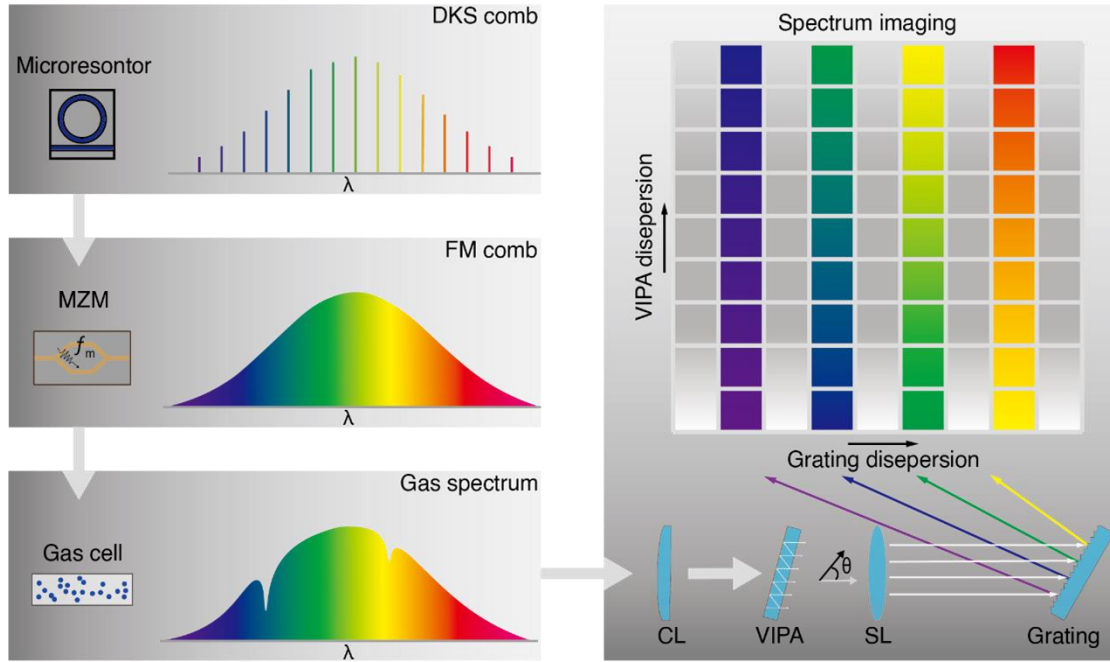 DKS comb
Microresontor
λ
FM comb
MZM
fm
λ
Gas spectrum
Gas cell
λ
Spectrum imaging
VIPA disepersion
Grating disepersion
θ
CL
VIPA
SL
Grating